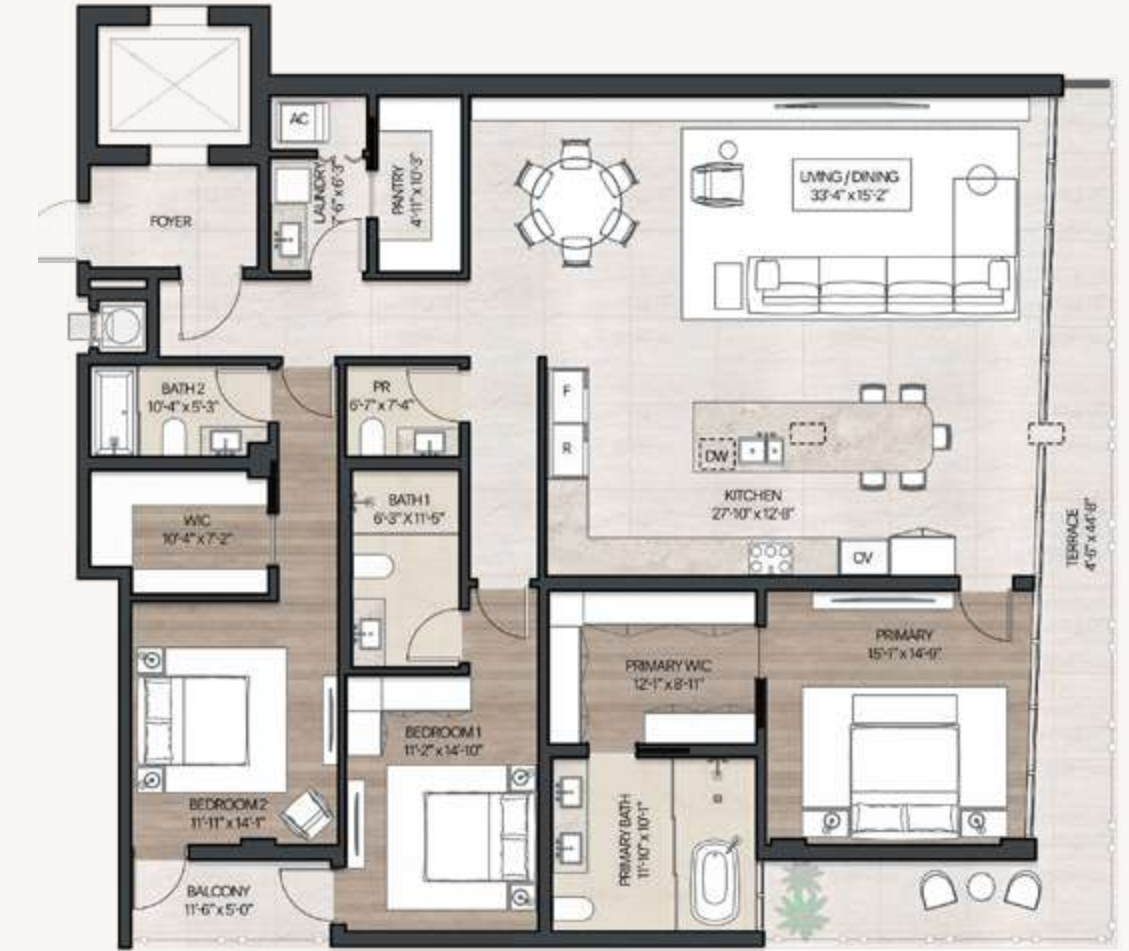 AC
LAUNDRY
7'-6" x 6'-3"
PANTRY
4'-11" x 10'-3"
LIVING / DINING
33'-4" x 15'-2"
FOYER
BATH 2
10'-4" x 5'-3"
PR
6'-7" x 7'-4"
F
R
DW
KITCHEN
27'-10" x 12'-8"
OV
TERRACE
4'-6" x 44'-8"
WIC
10'-4" x 7'-2"
BATH 1
6'-3" X 11'-5"
PRIMARY WIC
12'-1" x 8'-11"
PRIMARY
15'-1" x 14'-9"
BEDROOM 1
11'-2" x 14'-10"
BEDROOM 2
11'-11" x 14'-1"
PRIMARY BATH
11'-10" x 10'-1"
BALCONY
11'-6" x 5'-0"